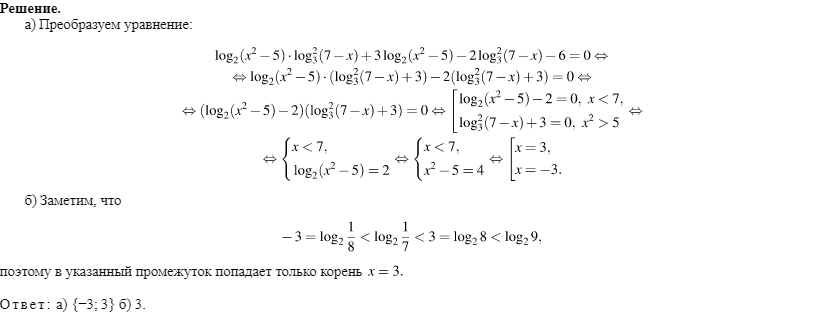 Решение.
а) Преобразуем уравнение:
log₂(x² − 5) · log₃²(7 − x) + 3 log₂(x² − 5) − 2 log₃²(7 − x) − 6 = 0 ⇔
⇔ log₂(x² − 5) · (log₃²(7 − x) + 3) − 2(log₃²(7 − x) + 3) = 0 ⇔
⇔ (log₂(x² − 5) − 2)(log₃²(7 − x) + 3) = 0 ⇔ [ log₂(x² − 5) − 2 = 0, x < 7, log₃²(7 − x) + 3 = 0, x² > 5 ⇔
⇔ { x < 7, log₂(x² − 5) = 2 ⇔ { x < 7, x² − 5 = 4 ⇔ [ x = 3, x = −3.
б) Заметим, что
−3 = log₂ 1/8 < log₂ 1/7 < 3 = log₂ 8 < log₂ 9,
поэтому в указанный промежуток попадает только корень x = 3.
Ответ: а) {−3; 3} б) 3.